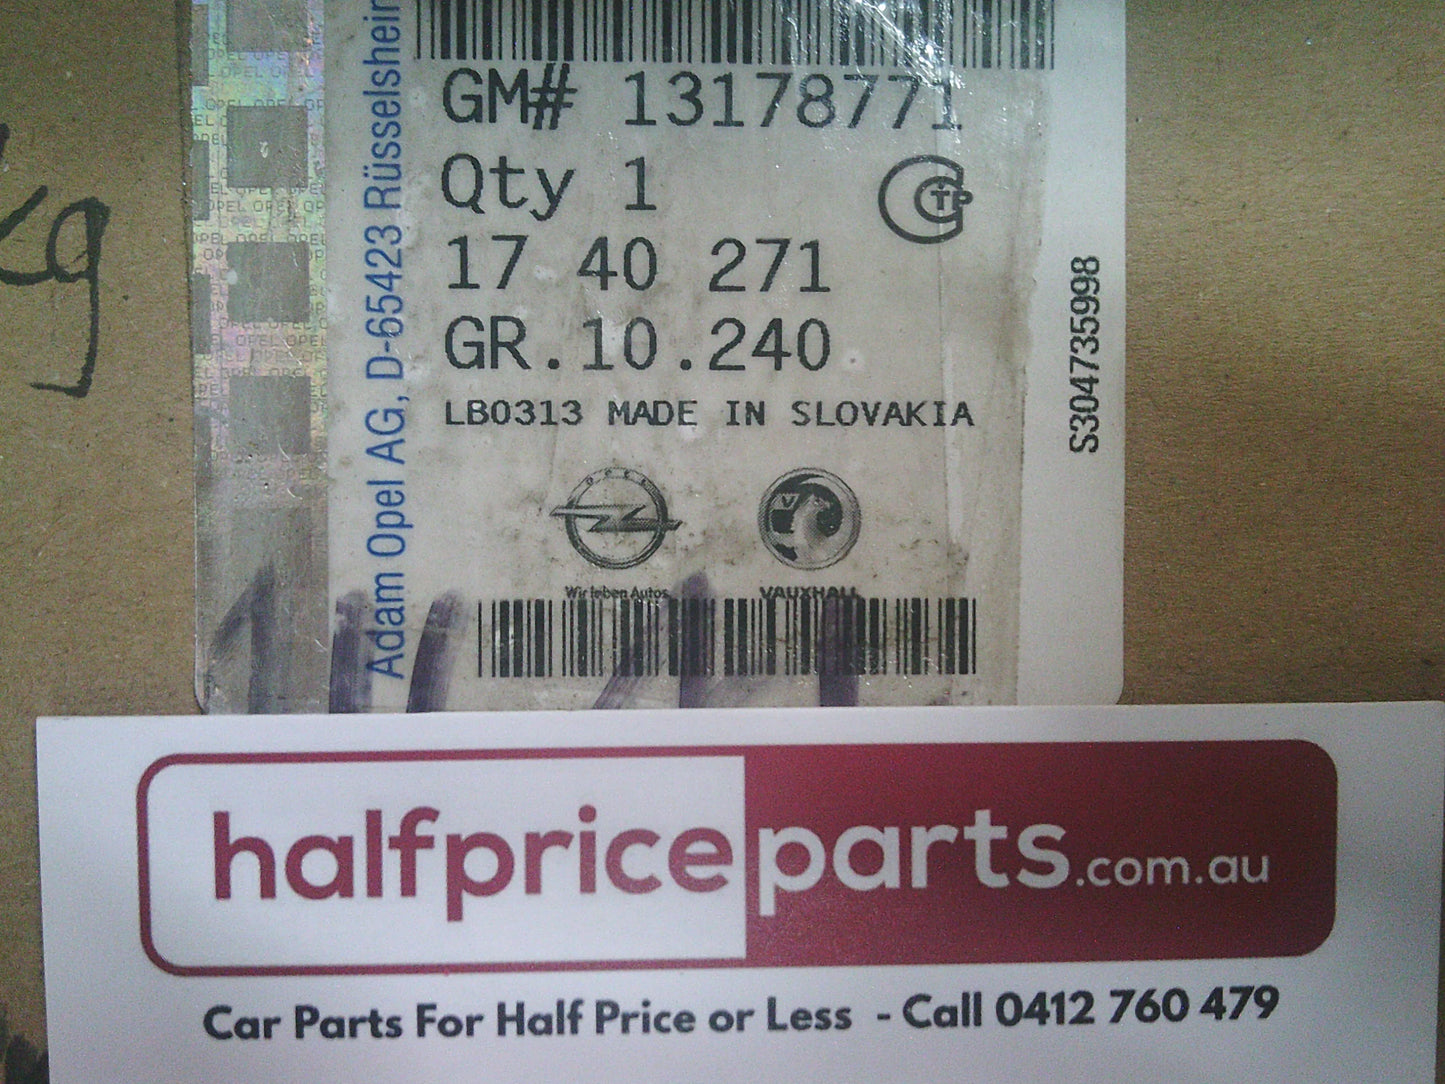 GM# 13178771
Qty 1
17 40 271
GR.10.240
LB0313 MADE IN SLOVAKIA
OPEL
Wir leben Autos
V
VAUXHALL
Adam Opel AG, D-65423 Rüsselsheim
S304735998
kg
halfpriceparts.com.au
Car Parts For Half Price or Less - Call 0412 760 479